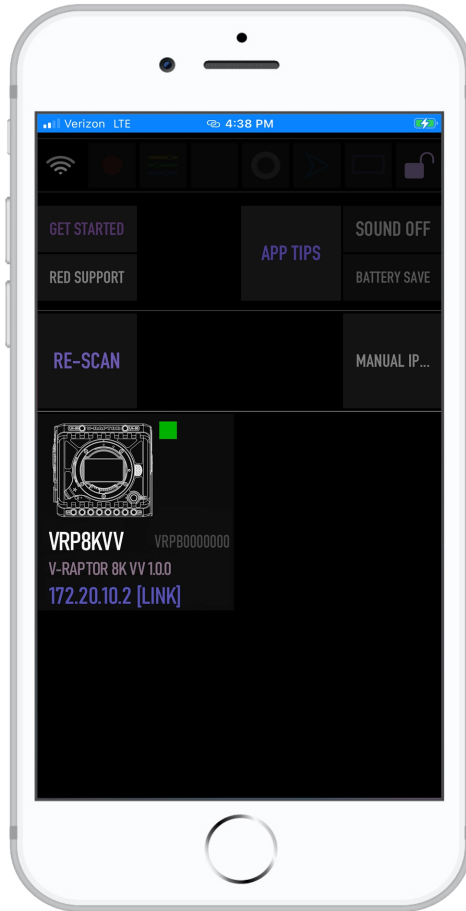 Verizon LTE 4:38 PM
GET STARTED
APP TIPS
SOUND OFF
RED SUPPORT
BATTERY SAVE
RE-SCAN
MANUAL IP...
V-RAPTOR
VRP8KVV VRPB0000000
V-RAPTOR 8K VV 1.0.0
172.20.10.2 [LINK]